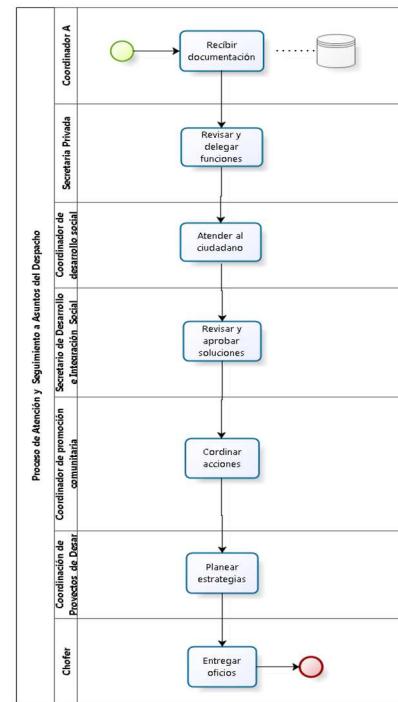 Proceso de Atención y Seguimiento a Asuntos del Despacho
Coordinador A
Recibir
documentación
Secretaria Privada
Revisar y
delegar
funciones
Coordinador de
desarrollo social
Atender al
ciudadano
Secretario de Desarrollo
e Integración Social
Revisar y
aprobar
soluciones
Coordinador de promoción
comunitaria
Cordinar
acciones
Coordinación de
Proyectos de Desar
Planear
estrategias
Chofer
Entregar
oficios